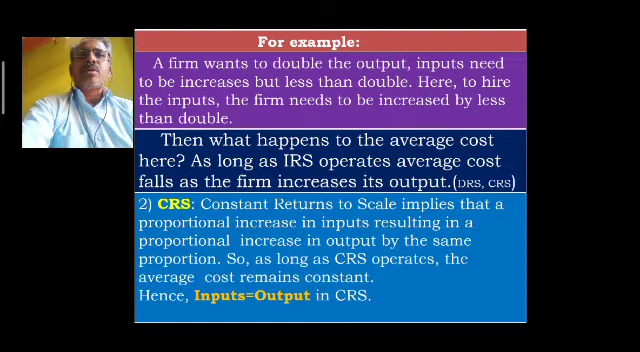 For example:
A firm wants to double the output, inputs need
to be increases but less than double. Here, to hire
the inputs, the firm needs to be increased by less
than double.
Then what happens to the average cost
here? As long as IRS operates average cost
falls as the firm increases its output.(DRS, CRS)
2) CRS: Constant Returns to Scale implies that a
proportional increase in inputs resulting in a
proportional increase in output by the same
proportion. So, as long as CRS operates, the
average cost remains constant.
Hence, Inputs=Output in CRS.